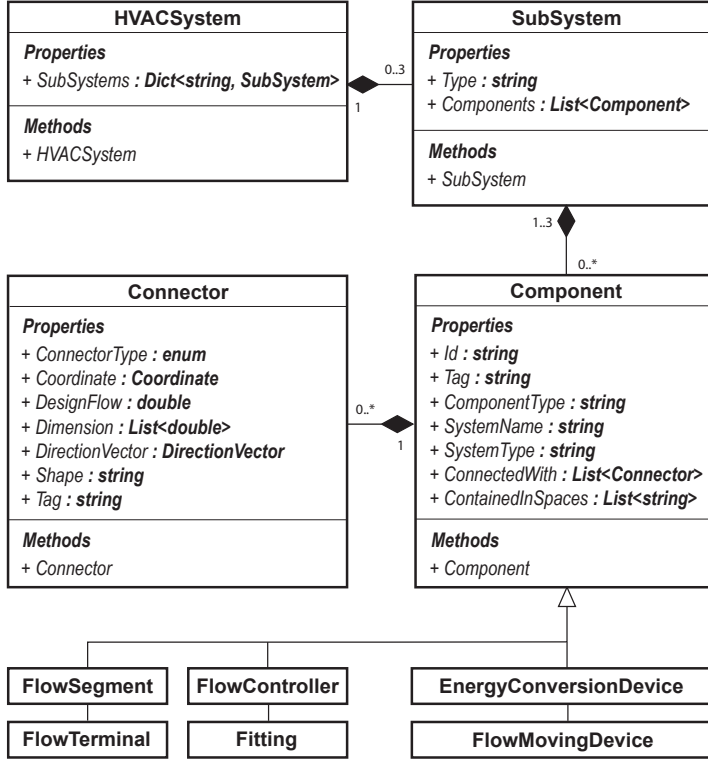 HVACSystem
Properties
+ SubSystems : Dict<string, SubSystem>
Methods
+ HVACSystem
0..3
1
SubSystem
Properties
+ Type : string
+ Components : List<Component>
Methods
+ SubSystem
1..3
0..*
Connector
Properties
+ ConnectorType : enum
+ Coordinate : Coordinate
+ DesignFlow : double
+ Dimension : List<double>
+ DirectionVector : DirectionVector
+ Shape : string
+ Tag : string
Methods
+ Connector
0..*
1
Component
Properties
+ Id : string
+ Tag : string
+ ComponentType : string
+ SystemName : string
+ SystemType : string
+ ConnectedWith : List<Connector>
+ ContainedInSpaces : List<string>
Methods
+ Component
FlowSegment
FlowController
EnergyConversionDevice
FlowTerminal
Fitting
FlowMovingDevice